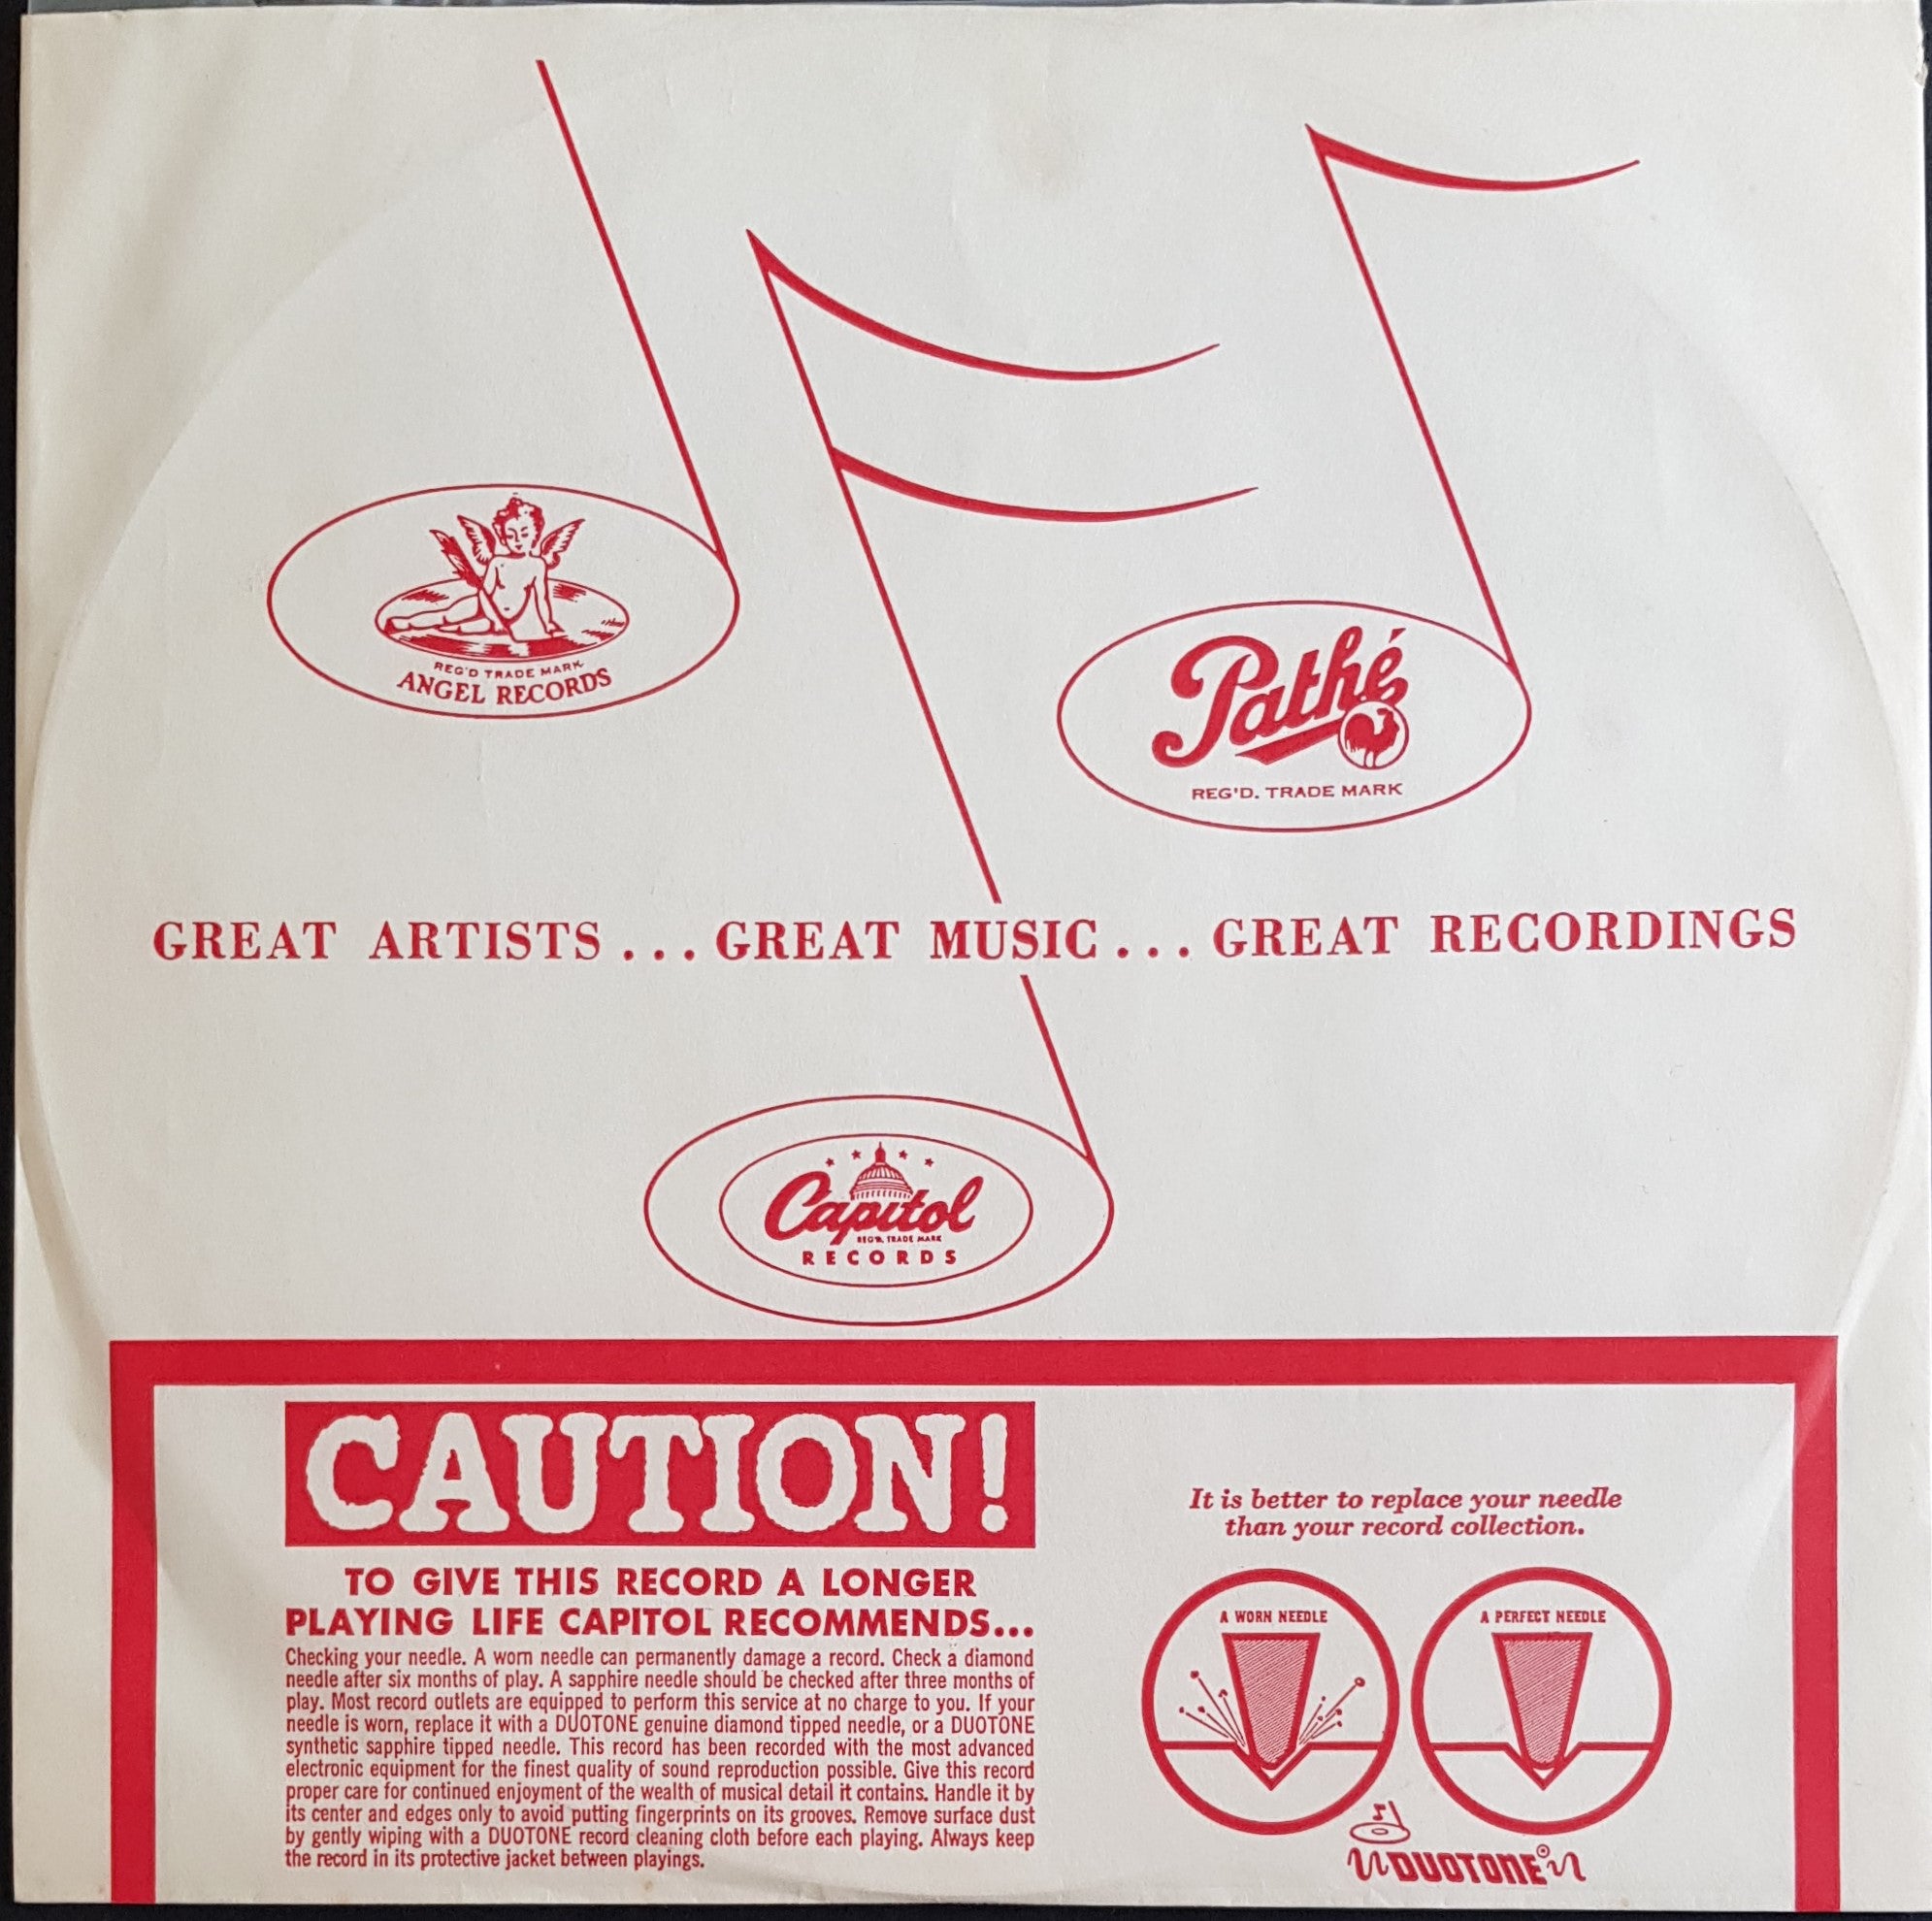 REG'D TRADE MARK
ANGEL RECORDS
Pathé
REG'D. TRADE MARK
GREAT ARTISTS ... GREAT MUSIC ... GREAT RECORDINGS
Capitol
REG'D. TRADE MARK
RECORDS
CAUTION!
TO GIVE THIS RECORD A LONGER
PLAYING LIFE CAPITOL RECOMMENDS...
Checking your needle. A worn needle can permanently damage a record. Check a diamond
needle after six months of play. A sapphire needle should be checked after three months of
play. Most record outlets are equipped to perform this service at no charge to you. If your
needle is worn, replace it with a DUOTONE genuine diamond tipped needle, or a DUOTONE
synthetic sapphire tipped needle. This record has been recorded with the most advanced
electronic equipment for the finest quality of sound reproduction possible. Give this record
proper care for continued enjoyment of the wealth of musical detail it contains. Handle it by
its center and edges only to avoid putting fingerprints on its grooves. Remove surface dust
by gently wiping with a DUOTONE record cleaning cloth before each playing. Always keep
the record in its protective jacket between playings.
It is better to replace your needle
than your record collection.
A WORN NEEDLE
A PERFECT NEEDLE
DUOTONE®